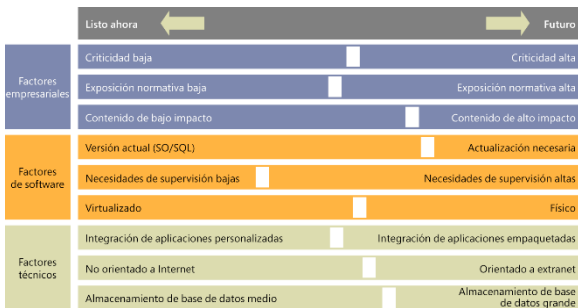 Listo ahora
Futuro
Factores
empresariales
Criticidad baja
Criticidad alta
Exposición normativa baja
Exposición normativa alta
Contenido de bajo impacto
Contenido de alto impacto
Factores
de software
Versión actual (SO/SQL)
Actualización necesaria
Necesidades de supervisión bajas
Necesidades de supervisión altas
Virtualizado
Físico
Factores
técnicos
Integración de aplicaciones personalizadas
Integración de aplicaciones empaquetadas
No orientado a Internet
Orientado a extranet
Almacenamiento de base de datos medio
Almacenamiento de base
de datos grande